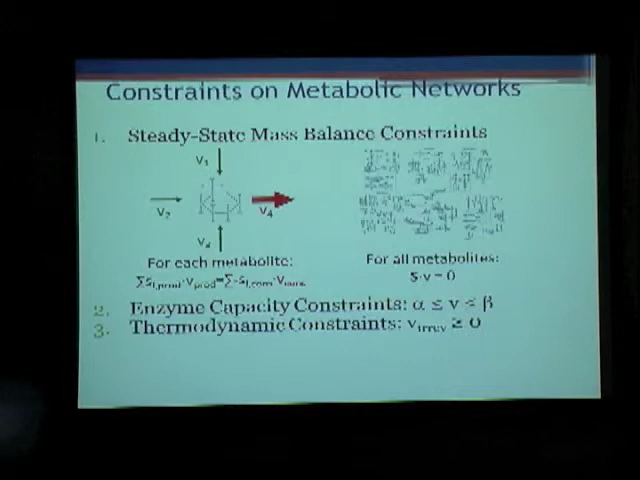 Constraints on Metabolic Networks
1. Steady-State Mass Balance Constraints
V₁
V₂
V₄
V₃
For each metabolite:
For all metabolites:
S·v = 0
2. Enzyme Capacity Constraints: α ≤ v ≤ β
3. Thermodynamic Constraints: v irrev ≥ 0